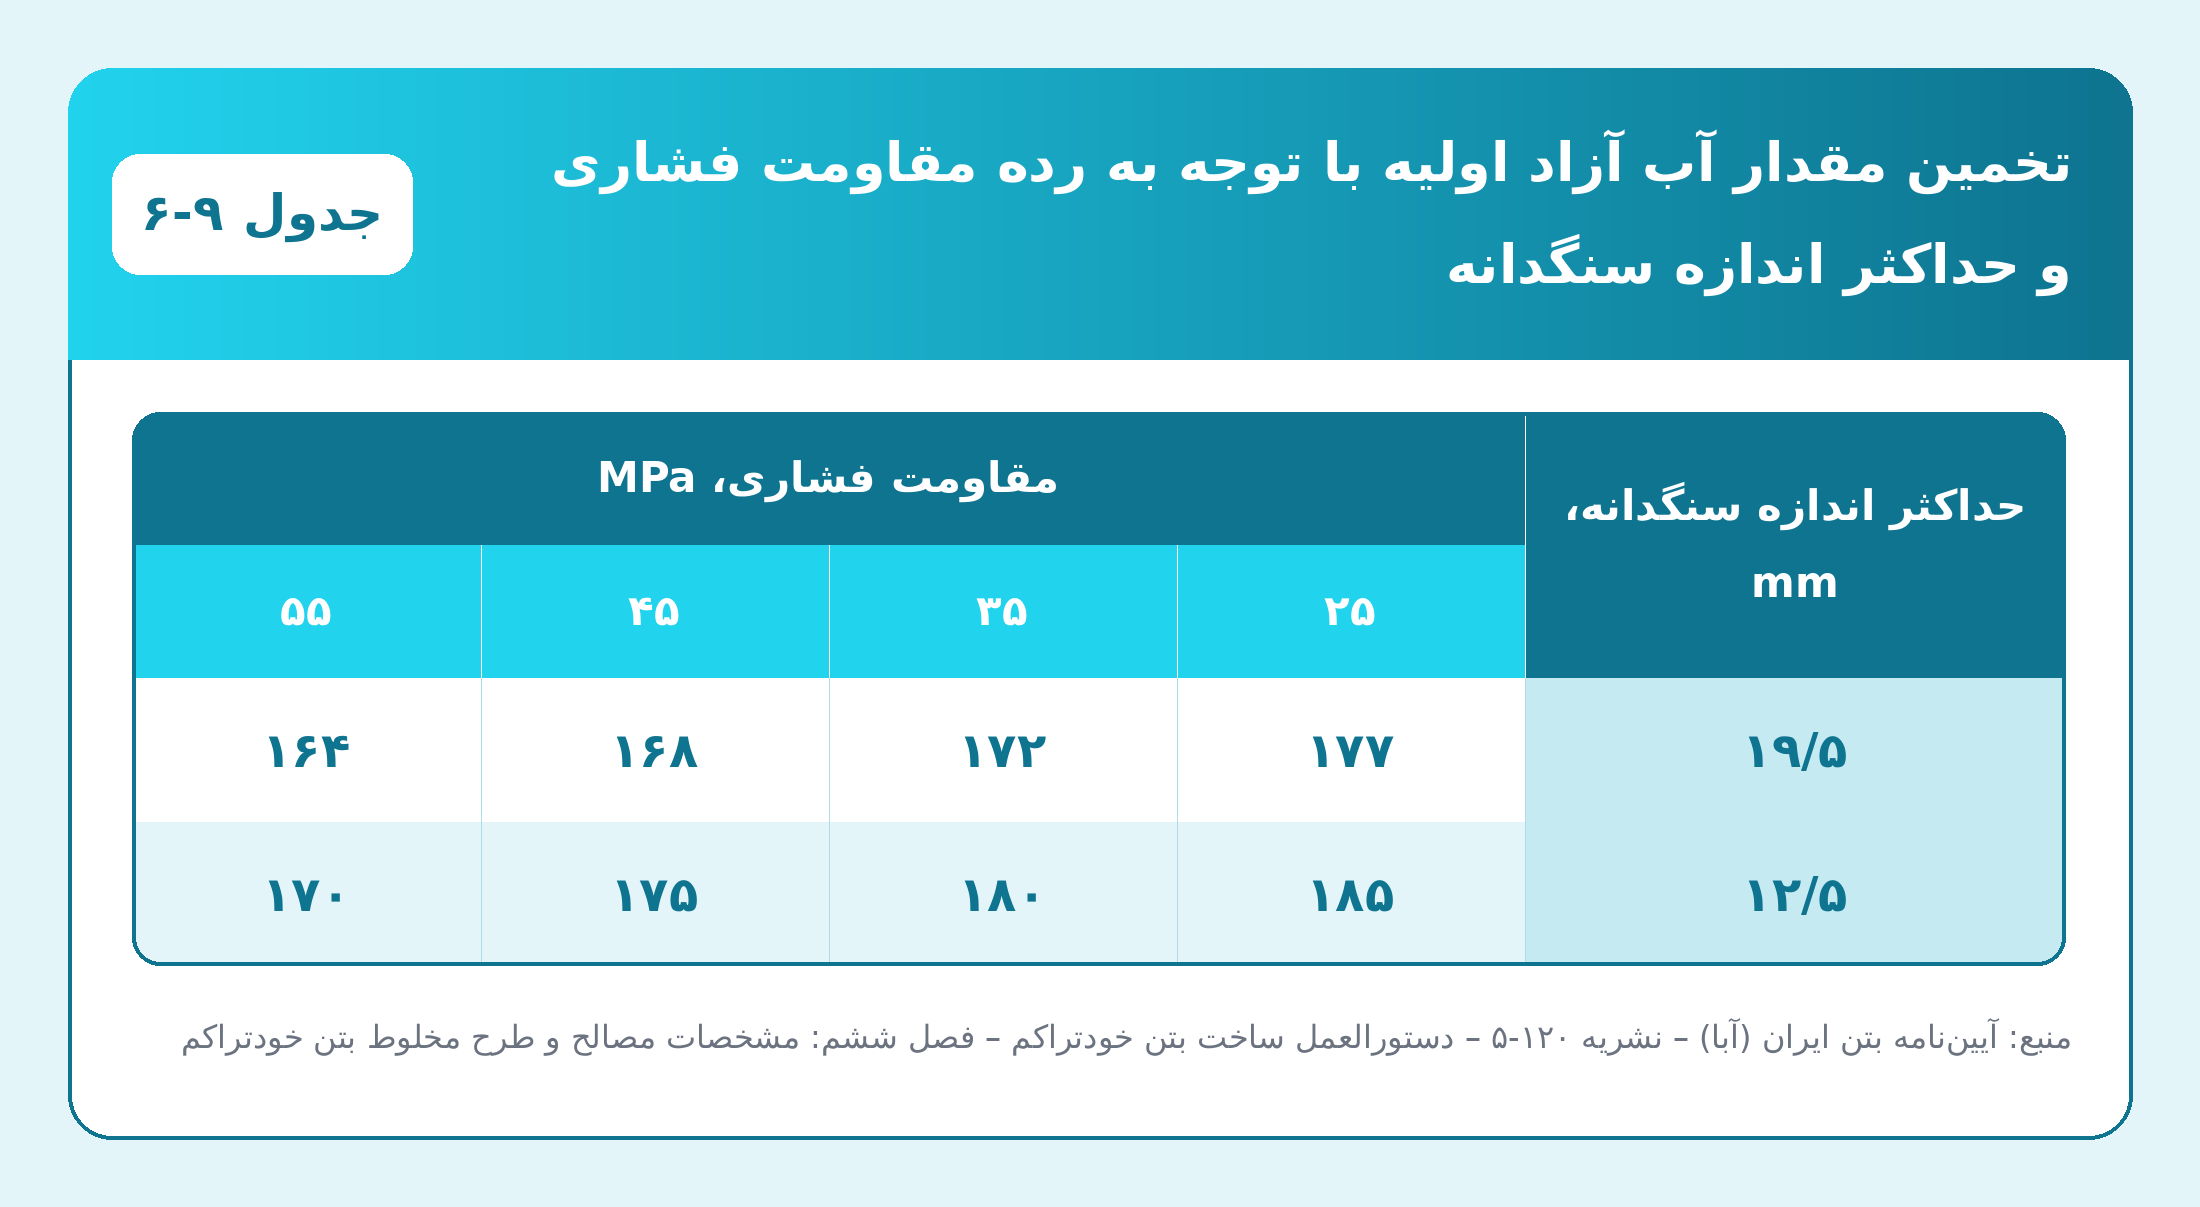 تخمین مقدار آب آزاد اولیه با توجه به رده مقاومت فشاری
و حداکثر اندازه سنگدانه
جدول ۹-۶
حداکثر اندازه سنگدانه،
mm
مقاومت فشاری، MPa
۲۵ ۳۵ ۴۵ ۵۵
۱۹/۵ ۱۷۷ ۱۷۲ ۱۶۸ ۱۶۴
۱۲/۵ ۱۸۵ ۱۸۰ ۱۷۵ ۱۷۰
منبع: آیین‌نامه بتن ایران (آبا) – نشریه ۱۲۰-۵ – دستورالعمل ساخت بتن خودتراکم – فصل ششم: مشخصات مصالح و طرح مخلوط بتن خودتراکم